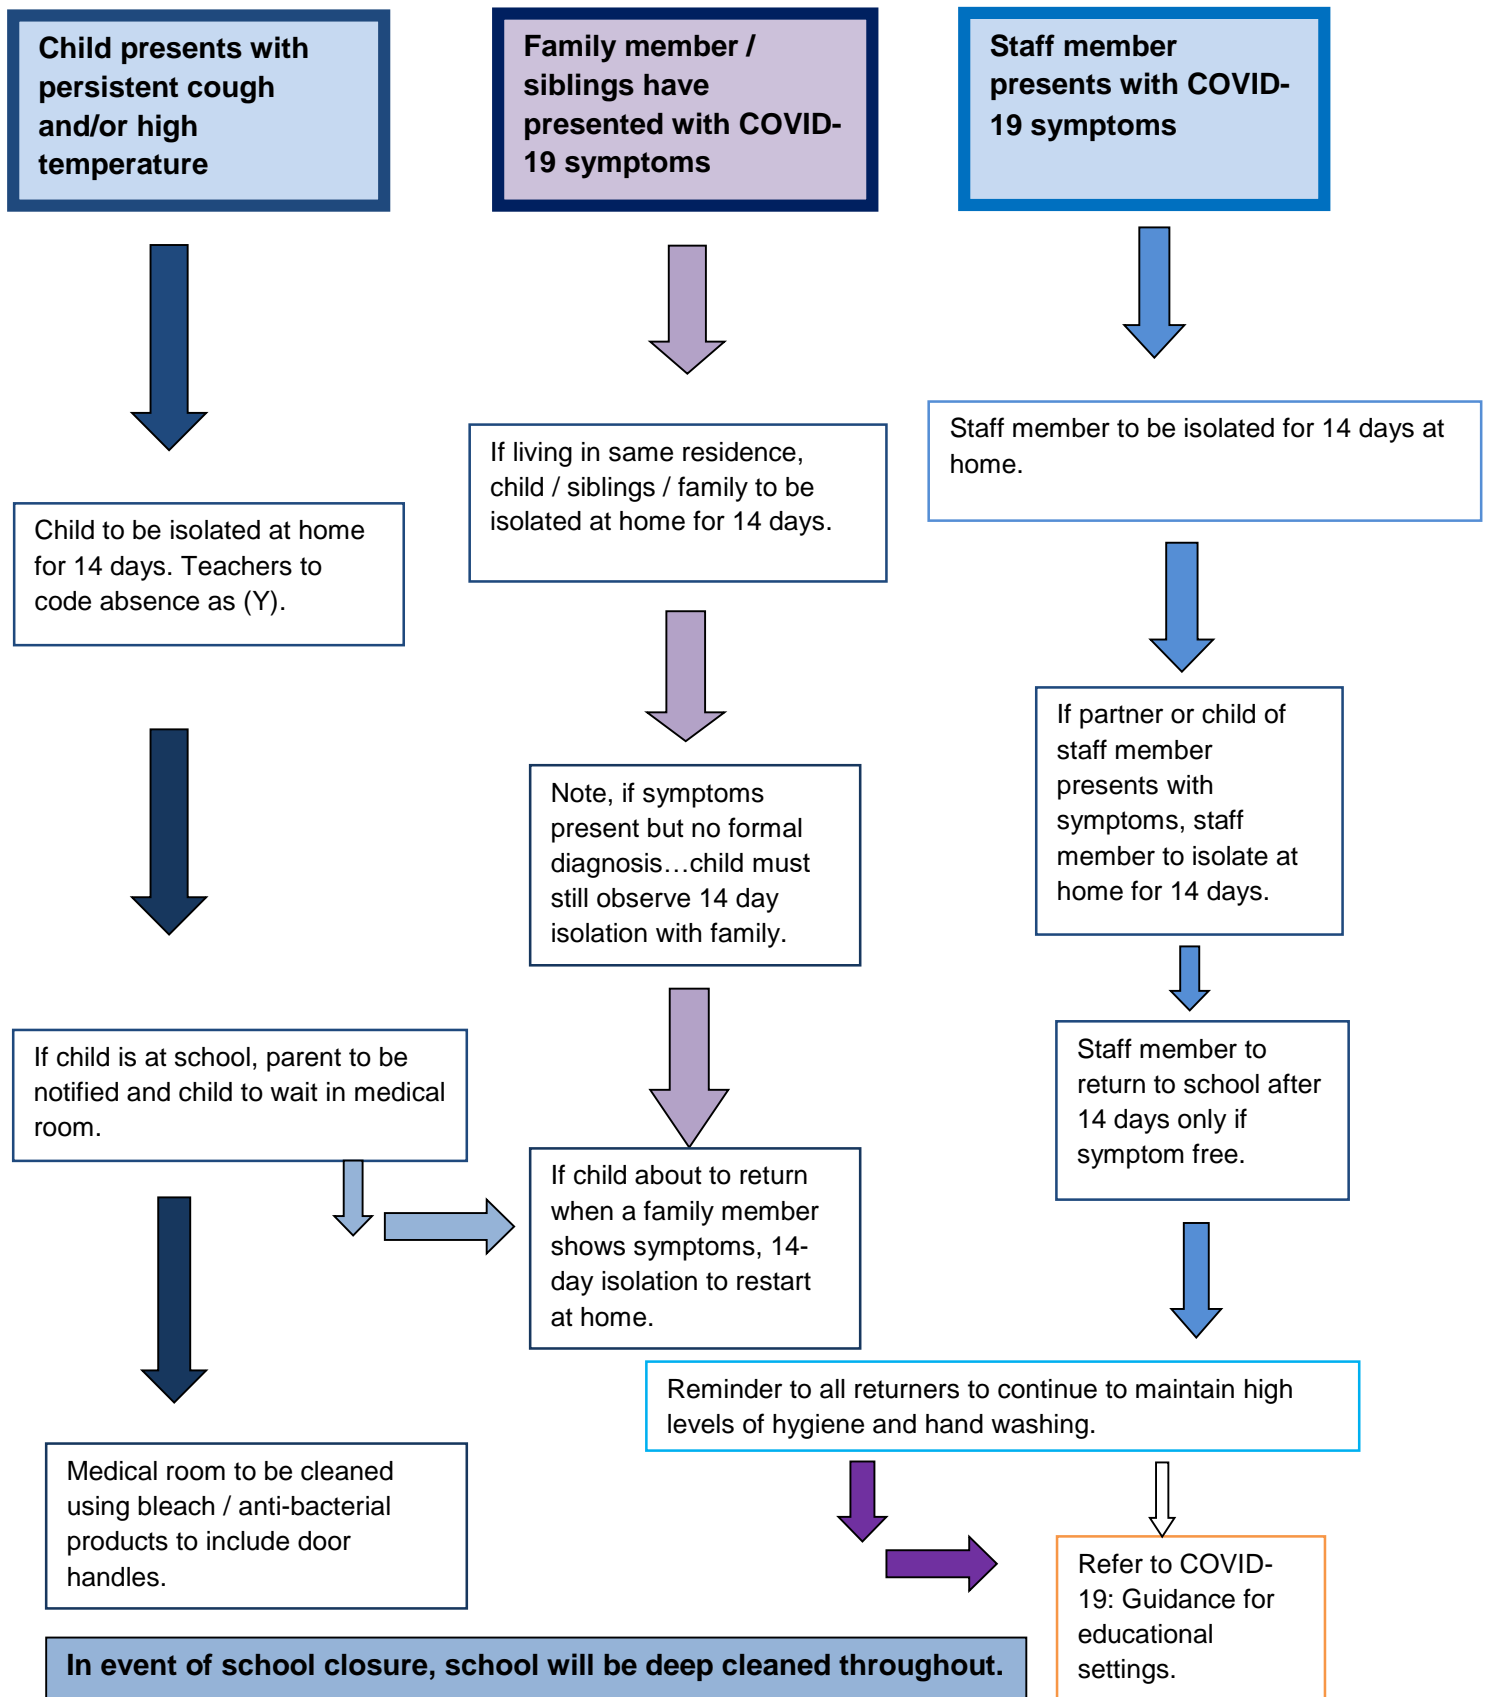 Child presents with
persistent cough
and/or high
temperature
Family member /
siblings have
presented with COVID-
19 symptoms
Staff member
presents with COVID-
19 symptoms
Child to be isolated at home
for 14 days. Teachers to
code absence as (Y).
If living in same residence,
child / siblings / family to be
isolated at home for 14 days.
Staff member to be isolated for 14 days at
home.
If partner or child of
staff member
presents with
symptoms, staff
member to isolate at
home for 14 days.
Note, if symptoms
present but no formal
diagnosis…child must
still observe 14 day
isolation with family.
If child is at school, parent to be
notified and child to wait in medical
room.
Staff member to
return to school after
14 days only if
symptom free.
If child about to return
when a family member
shows symptoms, 14-
day isolation to restart
at home.
Reminder to all returners to continue to maintain high
levels of hygiene and hand washing.
Medical room to be cleaned
using bleach / anti-bacterial
products to include door
handles.
Refer to COVID-
19: Guidance for
educational
settings.
In event of school closure, school will be deep cleaned throughout.